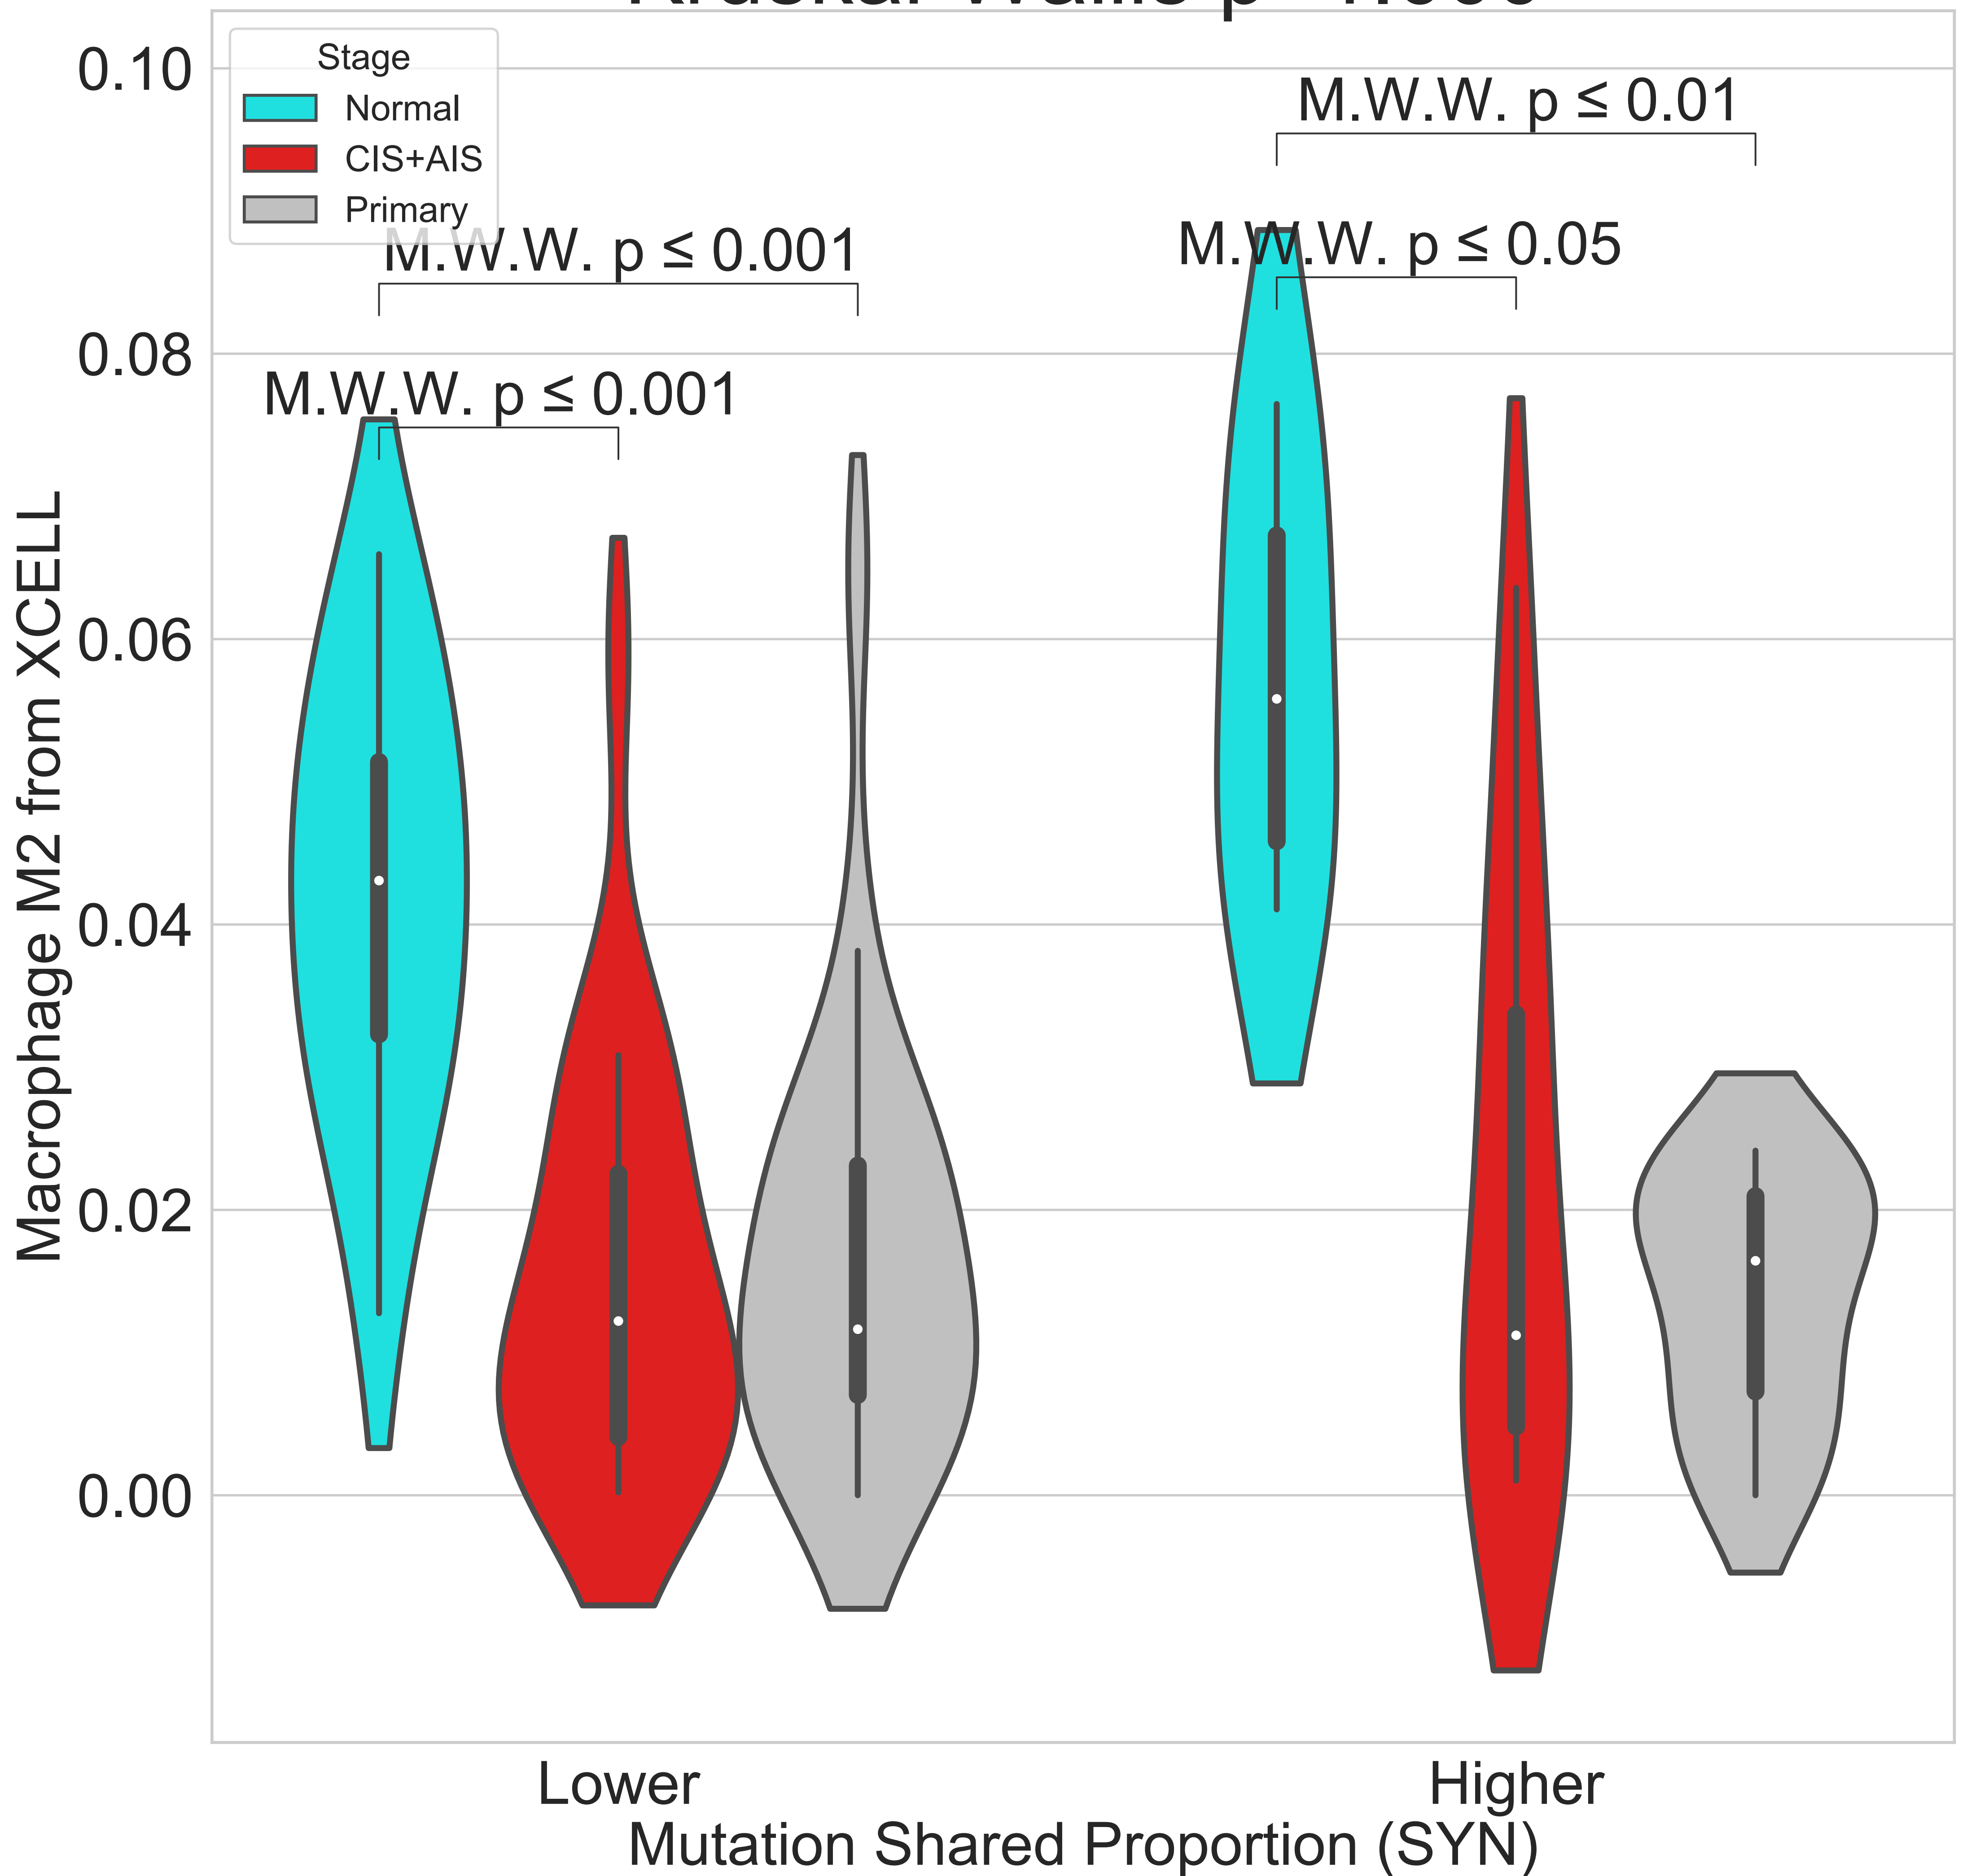 0.10
0.08
0.06
0.04
0.02
0.00
Macrophage M2 from XCELL
Stage
Normal
CIS+AIS
Primary
M.W.W. p ≤ 0.01
M.W.W. p ≤ 0.001
M.W.W. p ≤ 0.05
M.W.W. p ≤ 0.001
Lower
Higher
Mutation Shared Proportion (SYN)